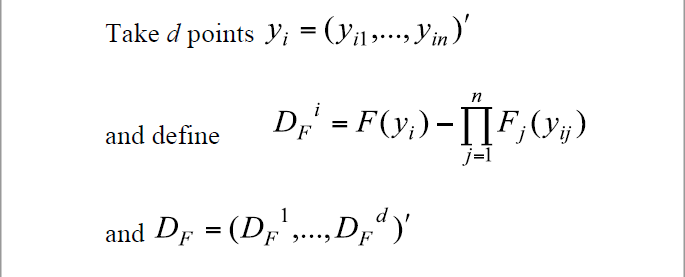 Take d points y_i = (y_{i1},..., y_{in})′
and define D_F^i = F(y_i) − ∏_{j=1}^{n} F_j(y_{ij})
and D_F = (D_F^1,..., D_F^d)′